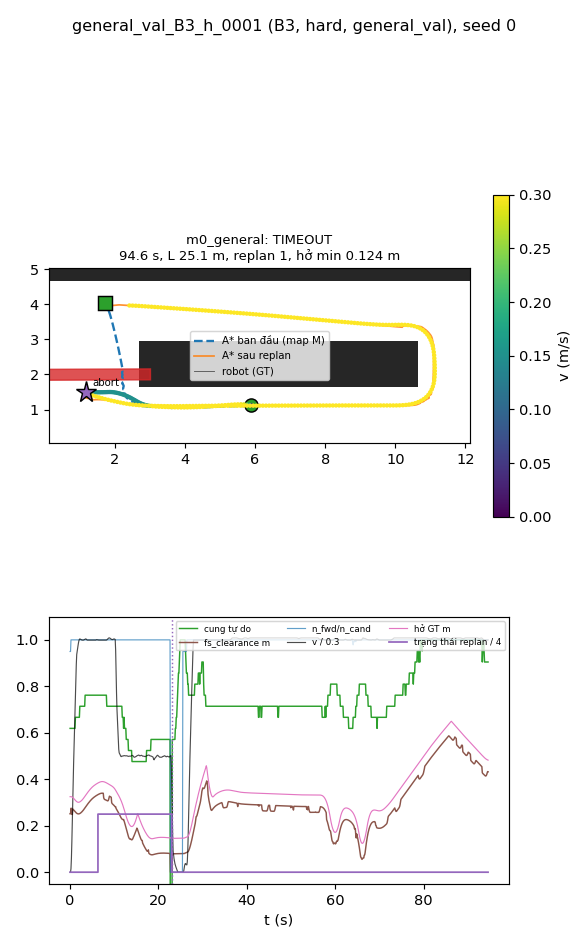 general_val_B3_h_0001 (B3, hard, general_val), seed 0
m0_general: TIMEOUT
94.6 s, L 25.1 m, replan 1, hở min 0.124 m
5
4
3
2
1
abort
A* ban đầu (map M)
A* sau replan
robot (GT)
2
4
6
8
10
12
0.30
0.25
0.20
0.15
0.10
0.05
0.00
v (m/s)
1.0
0.8
0.6
0.4
0.2
0.0
cung tự do
fs_clearance m
n_fwd/n_cand
v / 0.3
hở GT m
trạng thái replan / 4
0
20
40
60
80
t (s)